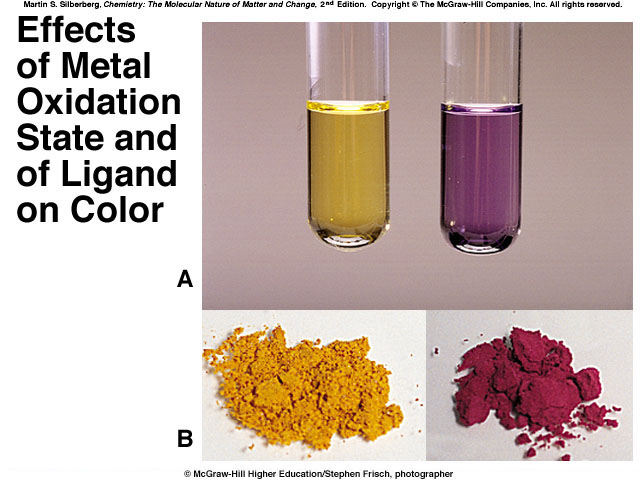 Martin S. Silberberg, Chemistry: The Molecular Nature of Matter and Change, 2nd Edition. Copyright © The McGraw-Hill Companies, Inc. All rights reserved.
Effects
of Metal
Oxidation
State and
of Ligand
on Color
A
B
© McGraw-Hill Higher Education/Stephen Frisch, photographer